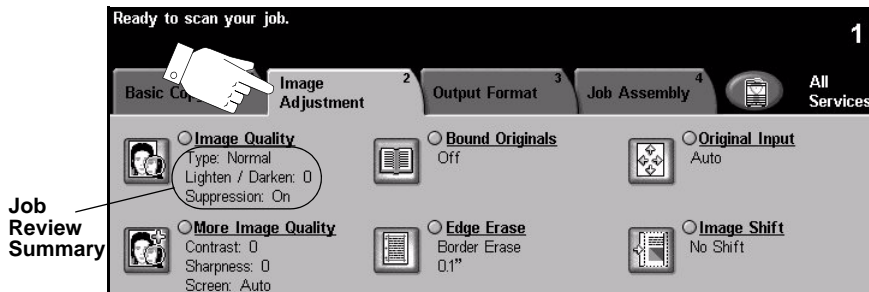 Ready to scan your job.
1
Image Adjustment 2
Output Format 3
Job Assembly 4
All Services
Basic
Image Quality
Type: Normal
Lighten / Darken: 0
Suppression: On
Bound Originals
Off
Original Input
Auto
Job Review Summary
More Image Quality
Contrast: 0
Sharpness: 0
Screen: Auto
Edge Erase
Border Erase
0.1”
Image Shift
No Shift